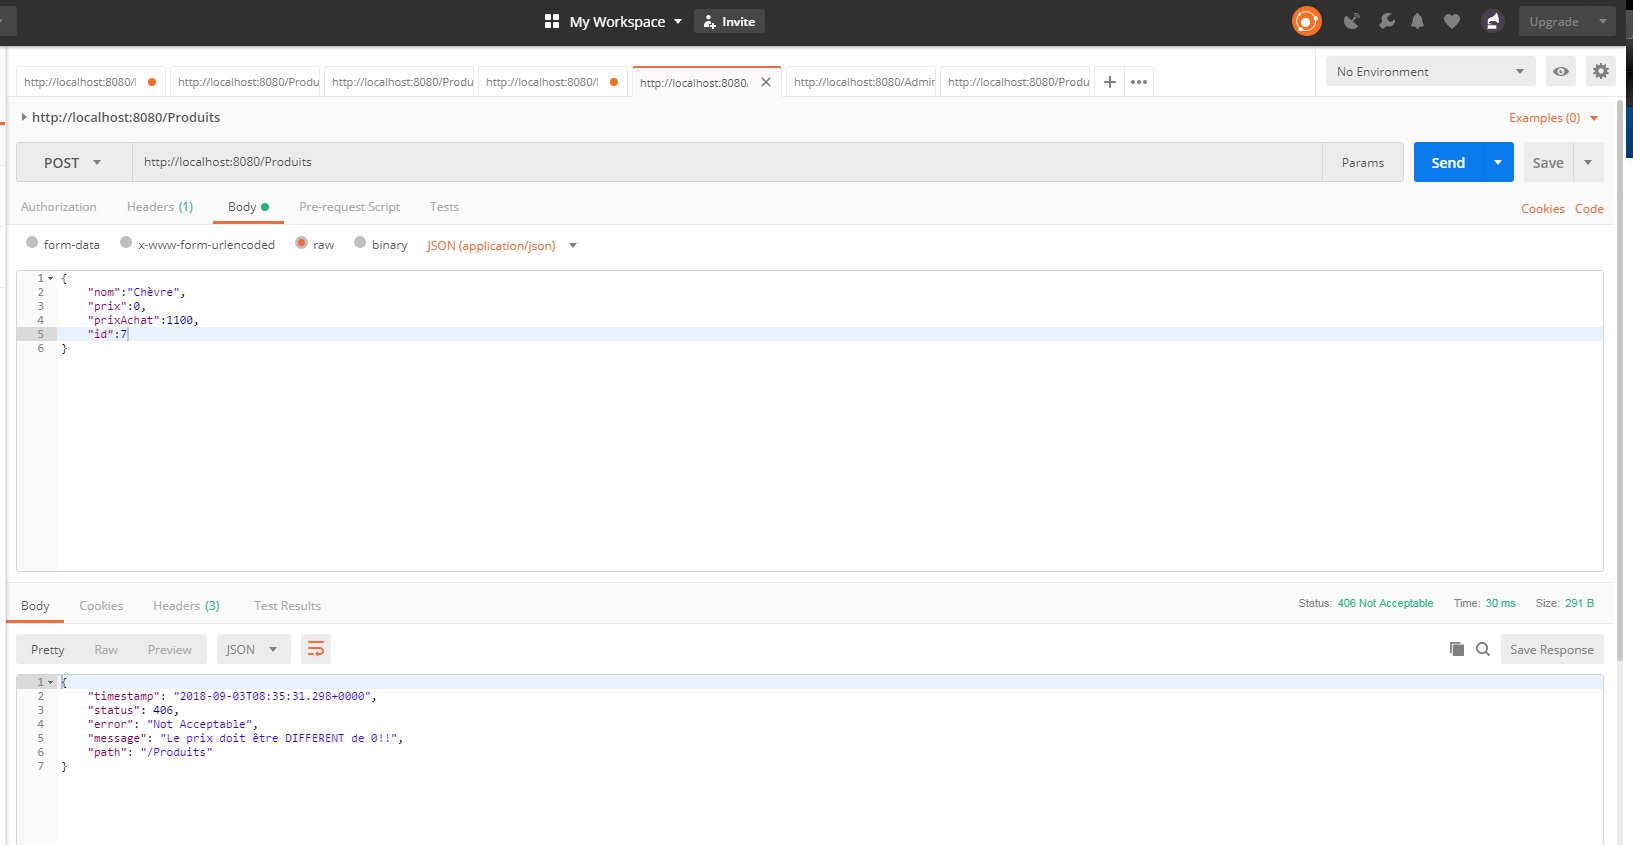 My Workspace Invite Upgrade
http://localhost:8080/ http://localhost:8080/Produ http://localhost:8080/Produ http://localhost:8080/ http://localhost:8080/ http://localhost:8080/Admin http://localhost:8080/Produ No Environment
http://localhost:8080/Produits Examples (0)
POST http://localhost:8080/Produits Params Send Save
Authorization Headers (1) Body Pre-request Script Tests Cookies Code
form-data x-www-form-urlencoded raw binary JSON (application/json)
1 {
2 "nom":"Chèvre",
3 "prix":0,
4 "prixAchat":1100,
5 "id":7
6 }
Body Cookies Headers (3) Test Results Status: 406 Not Acceptable Time: 30 ms Size: 291 B
Pretty Raw Preview JSON Save Response
1 {
2 "timestamp": "2018-09-03T08:35:31.298+0000",
3 "status": 406,
4 "error": "Not Acceptable",
5 "message": "Le prix doit être DIFFERENT de 0!!",
6 "path": "/Produits"
7 }